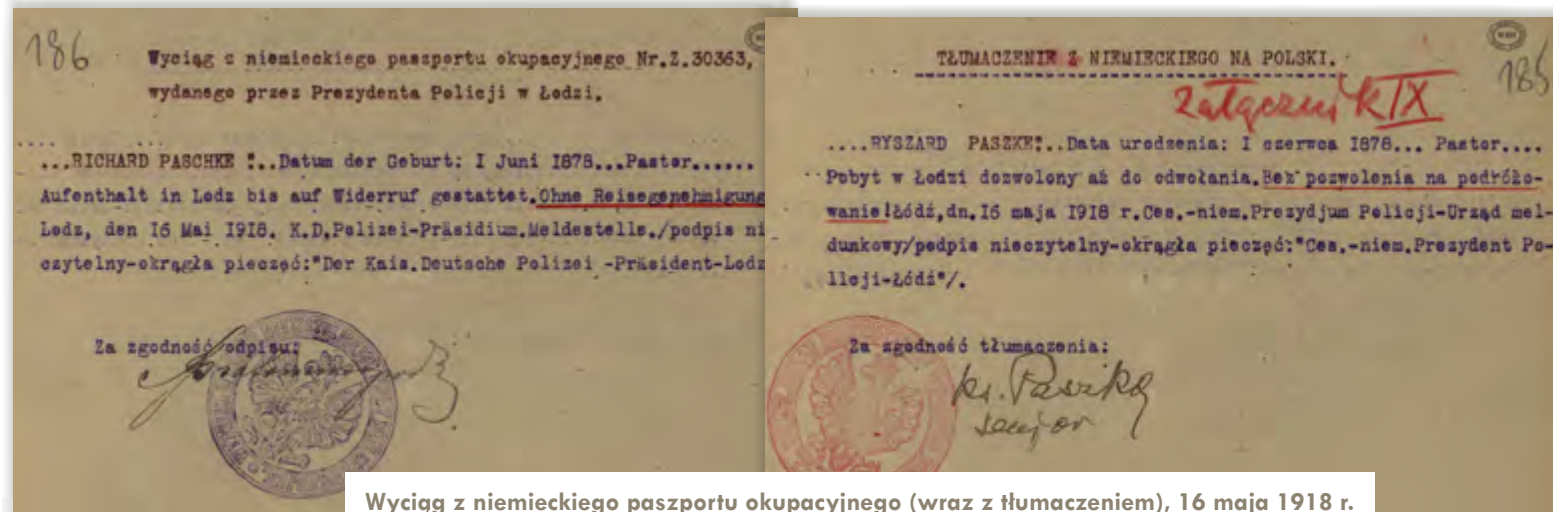 186
Wyciąg z niemieckiego paszportu okupacyjnego Nr.Z.30363,
wydanego przez Prezydenta Policji w Łodzi.
...RICHARD PASCHKE !..Datum der Geburt: I Juni 1878...Pastor......
Aufenthalt in Lodz bis auf Widerruf gestattet.Ohne Reisegenehmigung
Lodz, den 16 Mai 1918. K.D.Polizei-Präsidium.Meldestelle./podpis ni
czytelny-okrągła pieczęć:"Der Kais.Deutsche Polizei -Präsident-Lodz
Za zgodność odpisu:
TŁUMACZENIE Z NIEMIECKIEGO NA POLSKI.
185
Załącznik IX
....RYSZARD PASZKE!..Data urodzenia: I czerwca 1878... Pastor....
Pobyt w Łodzi dozwolony aż do odwołania.Bez pozwolenia na podróżo-
wanie!Łódź,dn.16 maja 1918 r.Ces.-niem.Prezydjum Policji-Urząd mel-
dunkowy/podpis nieczytelny-okrągła pieczęć:"Ces.-niem.Prezydent Po-
licji-Łódź"/.
Za zgodność tłumaczenia:
ks.
senjor
Wyciąg z niemieckiego paszportu okupacyjnego (wraz z tłumaczeniem), 16 maja 1918 r.